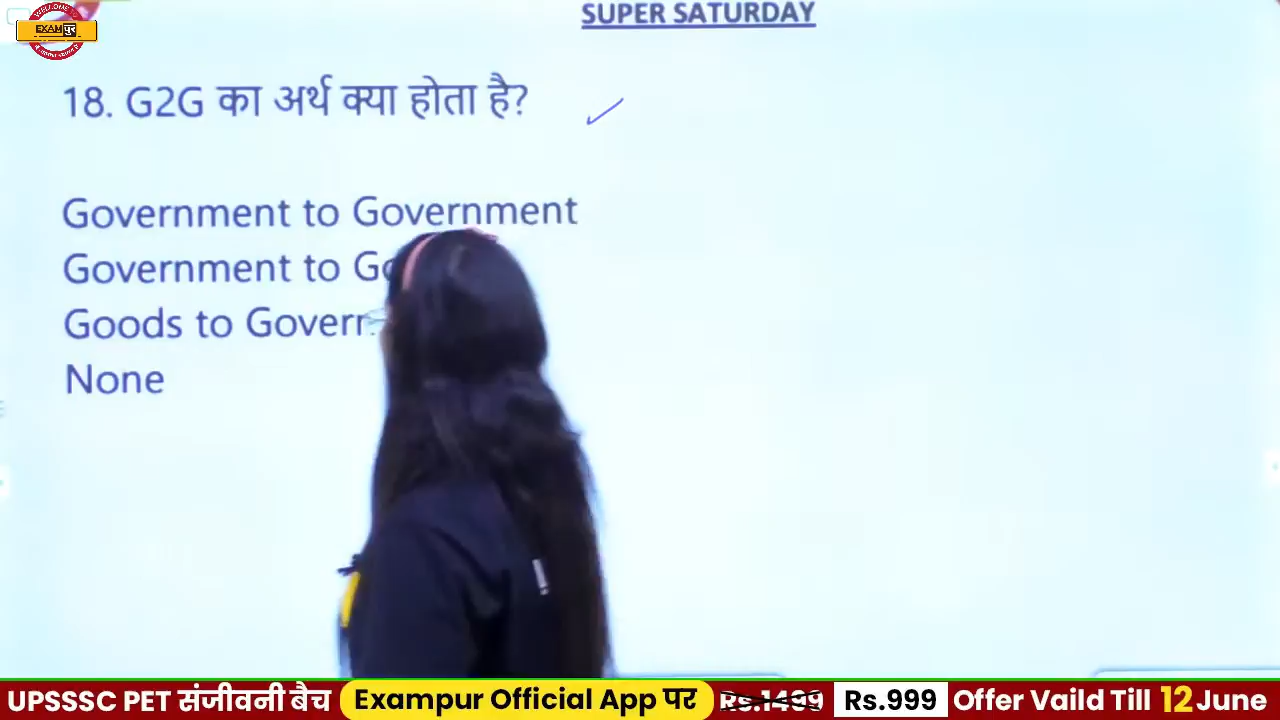 SUPER SATURDAY
EXAMपुर
18. G2G का अर्थ क्या होता है?
Government to Government
Government to
Goods to
None
UPSSSC PET संजीवनी बैच Exampur Official App पर Rs.1499 Rs.999 Offer Vaild Till 12 June